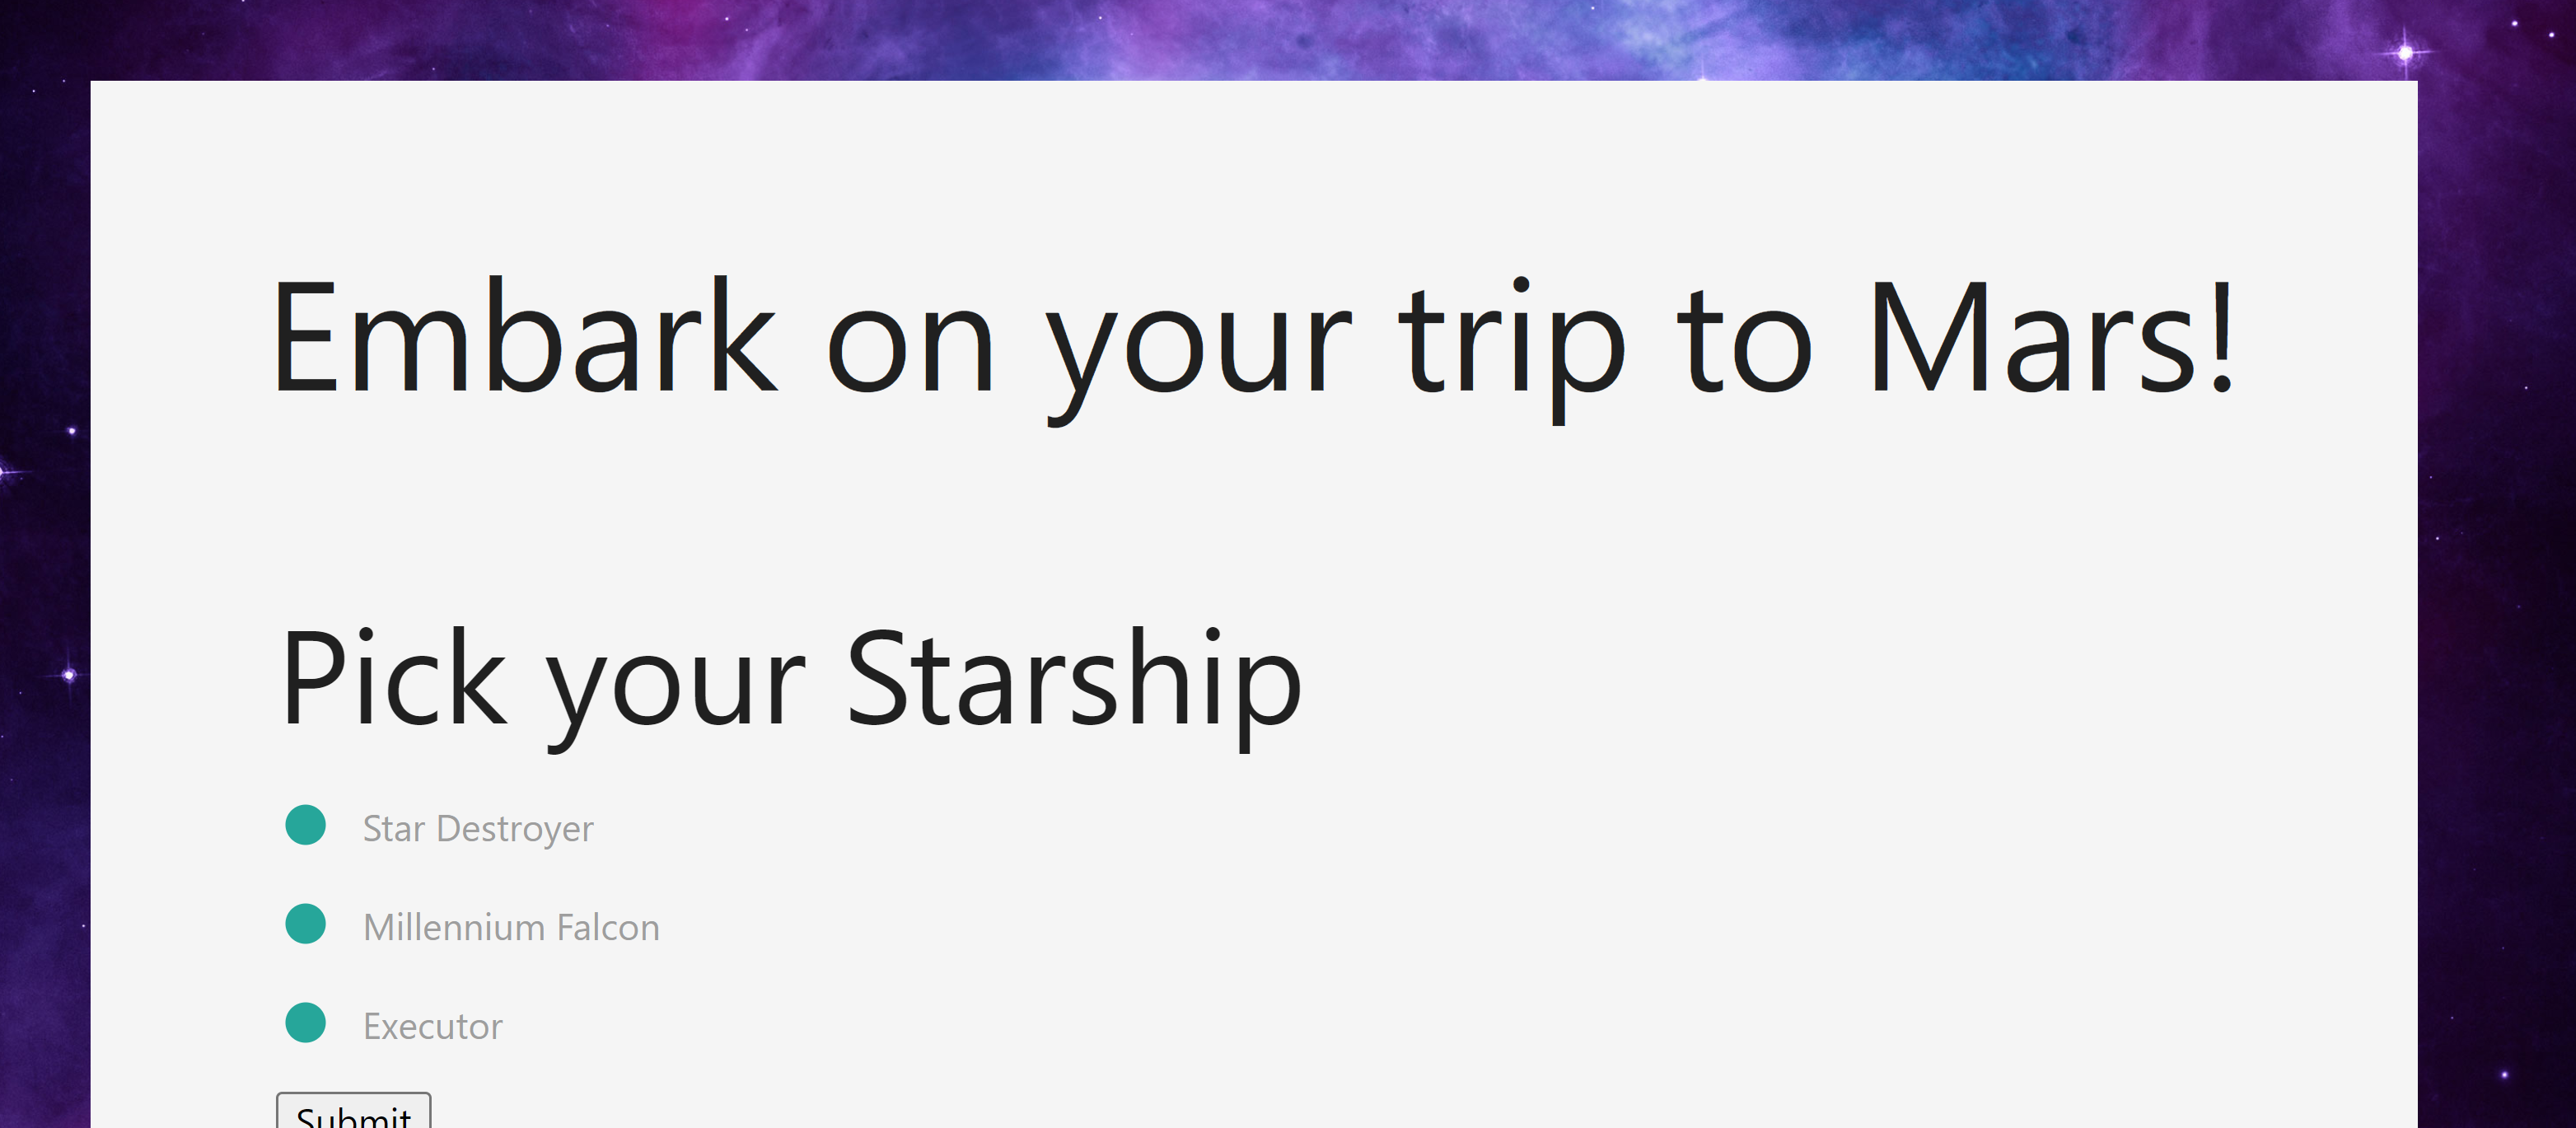 Embark on your trip to Mars!
Pick your Starship
Star Destroyer
Millennium Falcon
Executor
Submit